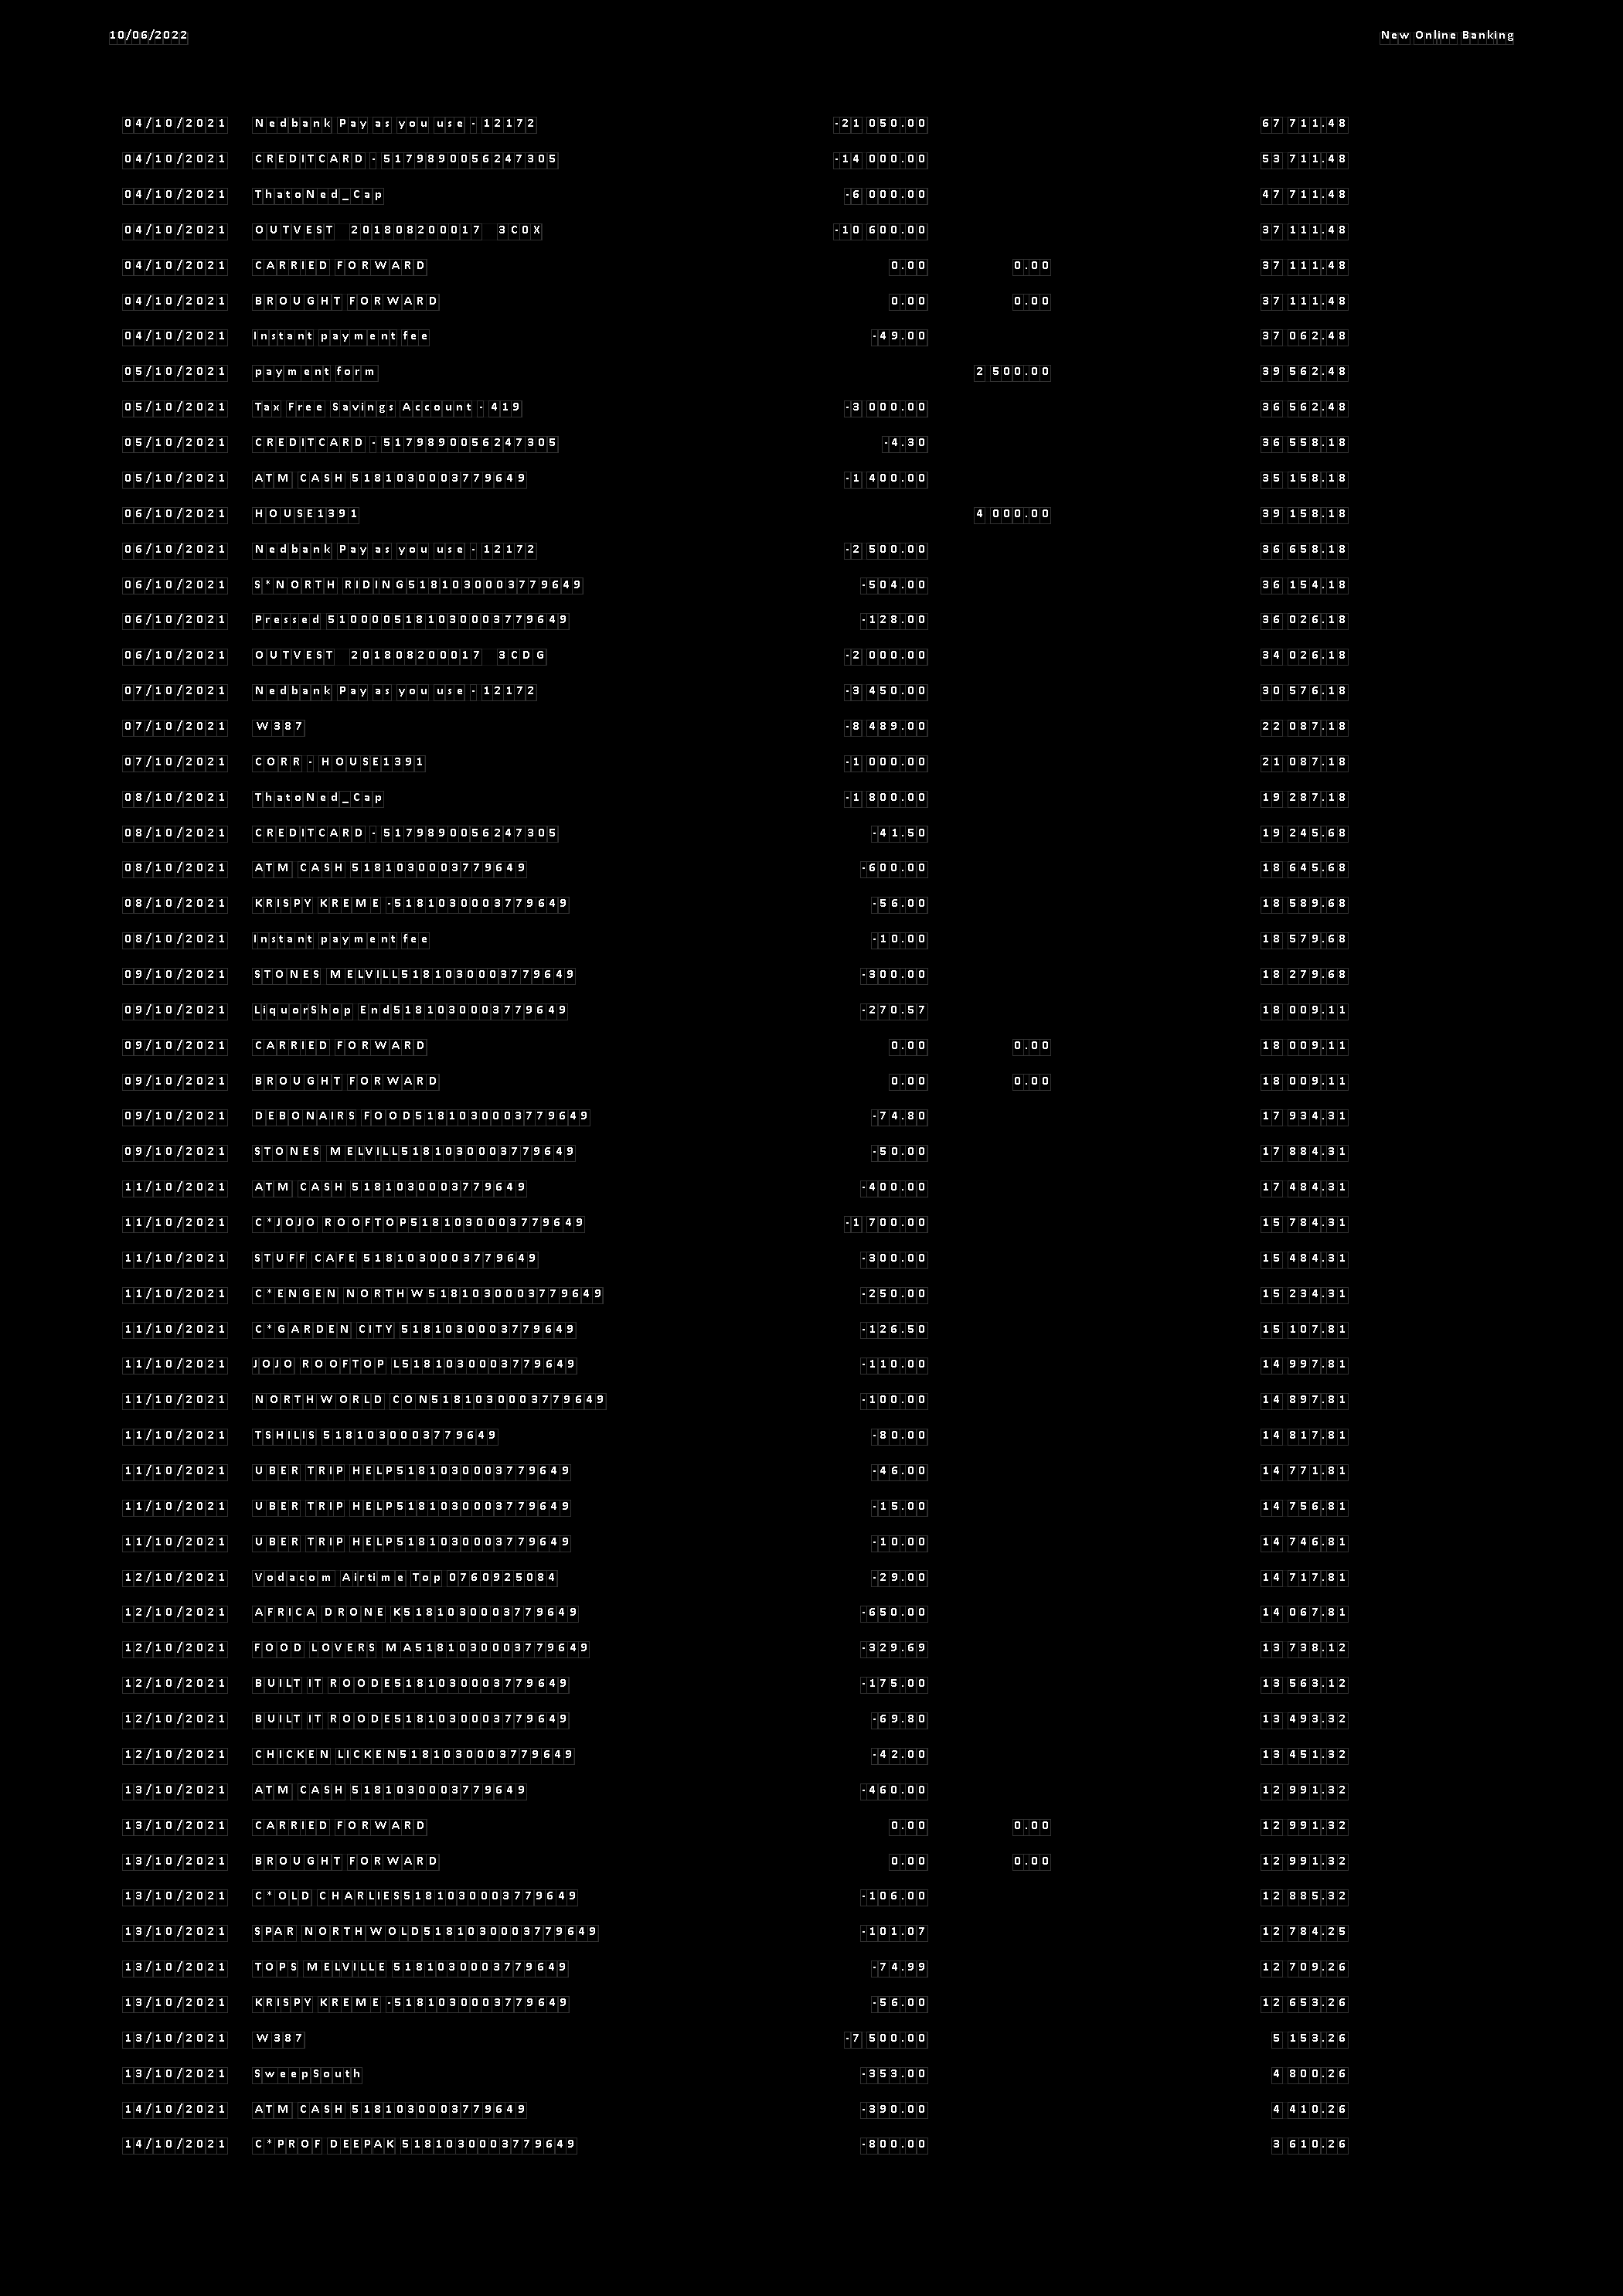 10/06/2022 New Online Banking
04/10/2021 Nedbank Pay as you use - 12172 -21 050.00 67 711.48
04/10/2021 CREDITCARD - 5179890056247305 -14 000.00 53 711.48
04/10/2021 ThatoNed_Cap -6 000.00 47 711.48
04/10/2021 OUTVEST 201808200017 3C0X -10 600.00 37 111.48
04/10/2021 CARRIED FORWARD 0.00 0.00 37 111.48
04/10/2021 BROUGHT FORWARD 0.00 0.00 37 111.48
04/10/2021 Instant payment fee -49.00 37 062.48
05/10/2021 payment form 2 500.00 39 562.48
05/10/2021 Tax Free Savings Account - 419 -3 000.00 36 562.48
05/10/2021 CREDITCARD - 5179890056247305 -4.30 36 558.18
05/10/2021 ATM CASH 5181030003779649 -1 400.00 35 158.18
06/10/2021 HOUSE1391 4 000.00 39 158.18
06/10/2021 Nedbank Pay as you use - 12172 -2 500.00 36 658.18
06/10/2021 S*NORTH RIDING5181030003779649 -504.00 36 154.18
06/10/2021 Pressed 5100005181030003779649 -128.00 36 026.18
06/10/2021 OUTVEST 201808200017 3CDG -2 000.00 34 026.18
07/10/2021 Nedbank Pay as you use - 12172 -3 450.00 30 576.18
07/10/2021 W387 -8 489.00 22 087.18
07/10/2021 CORR - HOUSE1391 -1 000.00 21 087.18
08/10/2021 ThatoNed_Cap -1 800.00 19 287.18
08/10/2021 CREDITCARD - 5179890056247305 -41.50 19 245.68
08/10/2021 ATM CASH 5181030003779649 -600.00 18 645.68
08/10/2021 KRISPY KREME -5181030003779649 -56.00 18 589.68
08/10/2021 Instant payment fee -10.00 18 579.68
09/10/2021 STONES MELVILL5181030003779649 -300.00 18 279.68
09/10/2021 LiquorShop End5181030003779649 -270.57 18 009.11
09/10/2021 CARRIED FORWARD 0.00 0.00 18 009.11
09/10/2021 BROUGHT FORWARD 0.00 0.00 18 009.11
09/10/2021 DEBONAIRS FOOD5181030003779649 -74.80 17 934.31
09/10/2021 STONES MELVILL5181030003779649 -50.00 17 884.31
11/10/2021 ATM CASH 5181030003779649 -400.00 17 484.31
11/10/2021 C*JOJO ROOFTOP5181030003779649 -1 700.00 15 784.31
11/10/2021 STUFF CAFE 5181030003779649 -300.00 15 484.31
11/10/2021 C*ENGEN NORTHW5181030003779649 -250.00 15 234.31
11/10/2021 C*GARDEN CITY 5181030003779649 -126.50 15 107.81
11/10/2021 JOJO ROOFTOP L5181030003779649 -110.00 14 997.81
11/10/2021 NORTHWORLD CON5181030003779649 -100.00 14 897.81
11/10/2021 TSHILIS 5181030003779649 -80.00 14 817.81
11/10/2021 UBER TRIP HELP5181030003779649 -46.00 14 771.81
11/10/2021 UBER TRIP HELP5181030003779649 -15.00 14 756.81
11/10/2021 UBER TRIP HELP5181030003779649 -10.00 14 746.81
12/10/2021 Vodacom Airtime Top 0760925084 -29.00 14 717.81
12/10/2021 AFRICA DRONE K5181030003779649 -650.00 14 067.81
12/10/2021 FOOD LOVERS MA5181030003779649 -329.69 13 738.12
12/10/2021 BUILT IT ROODE5181030003779649 -175.00 13 563.12
12/10/2021 BUILT IT ROODE5181030003779649 -69.80 13 493.32
12/10/2021 CHICKEN LICKEN5181030003779649 -42.00 13 451.32
13/10/2021 ATM CASH 5181030003779649 -460.00 12 991.32
13/10/2021 CARRIED FORWARD 0.00 0.00 12 991.32
13/10/2021 BROUGHT FORWARD 0.00 0.00 12 991.32
13/10/2021 C*OLD CHARLIES5181030003779649 -106.00 12 885.32
13/10/2021 SPAR NORTHWOLD5181030003779649 -101.07 12 784.25
13/10/2021 TOPS MELVILLE 5181030003779649 -74.99 12 709.26
13/10/2021 KRISPY KREME -5181030003779649 -56.00 12 653.26
13/10/2021 W387 -7 500.00 5 153.26
13/10/2021 SweepSouth -353.00 4 800.26
14/10/2021 ATM CASH 5181030003779649 -390.00 4 410.26
14/10/2021 C*PROF DEEPAK 5181030003779649 -800.00 3 610.26